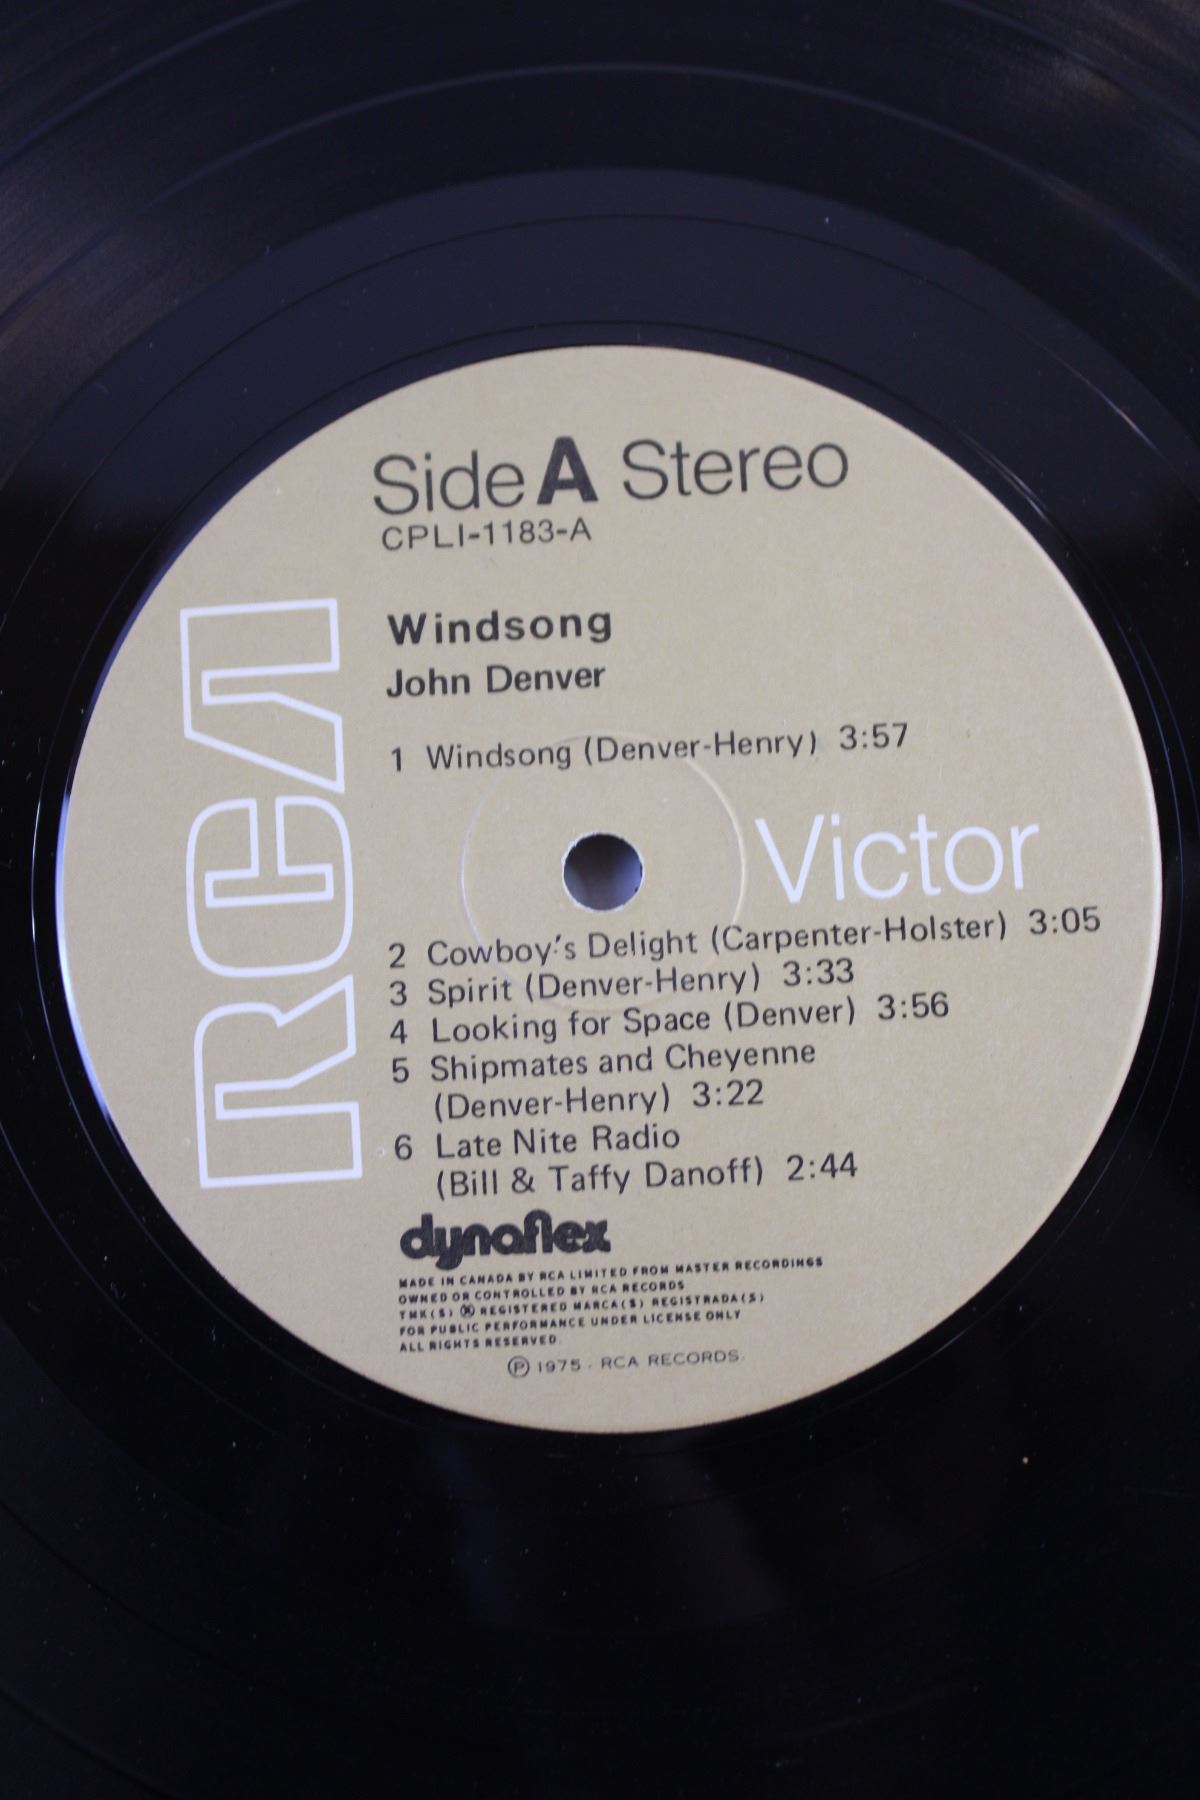 Side A Stereo
CPLI-1183-A
Windsong
John Denver
1 Windsong (Denver-Henry) 3:57
RCA
Victor
2 Cowboy's Delight (Carpenter-Holster) 3:05
3 Spirit (Denver-Henry) 3:33
4 Looking for Space (Denver) 3:56
5 Shipmates and Cheyenne
(Denver-Henry) 3:22
6 Late Nite Radio
(Bill & Taffy Danoff) 2:44
dynaflex
MADE IN CANADA BY RCA LIMITED FROM MASTER RECORDINGS
OWNED OR CONTROLLED BY RCA RECORDS
TMK(S) ® REGISTERED MARCA(S) REGISTRADA(S)
FOR PUBLIC PERFORMANCE UNDER LICENSE ONLY
ALL RIGHTS RESERVED.
℗ 1975 - RCA RECORDS.